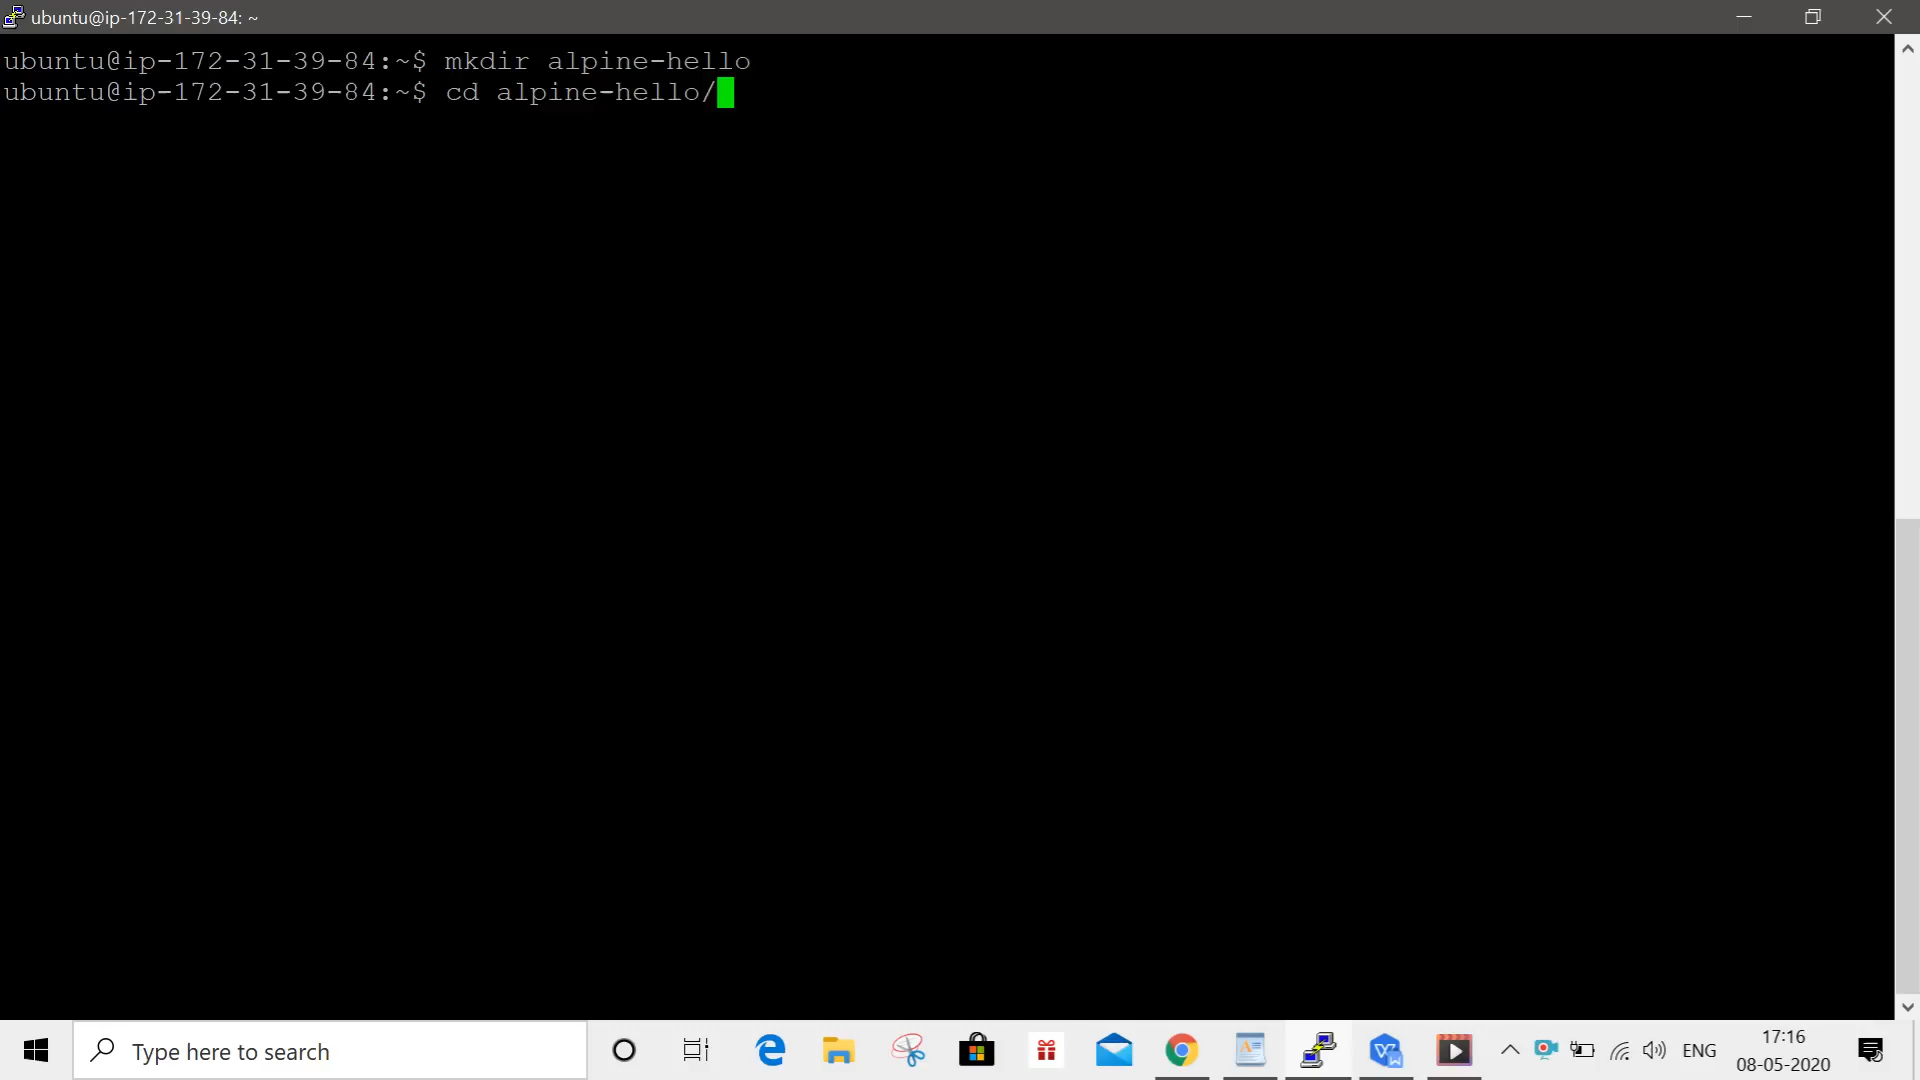 ubuntu@ip-172-31-39-84: ~
ubuntu@ip-172-31-39-84:~$ mkdir alpine-hello
ubuntu@ip-172-31-39-84:~$ cd alpine-hello/
Type here to search
ENG
17:16
08-05-2020